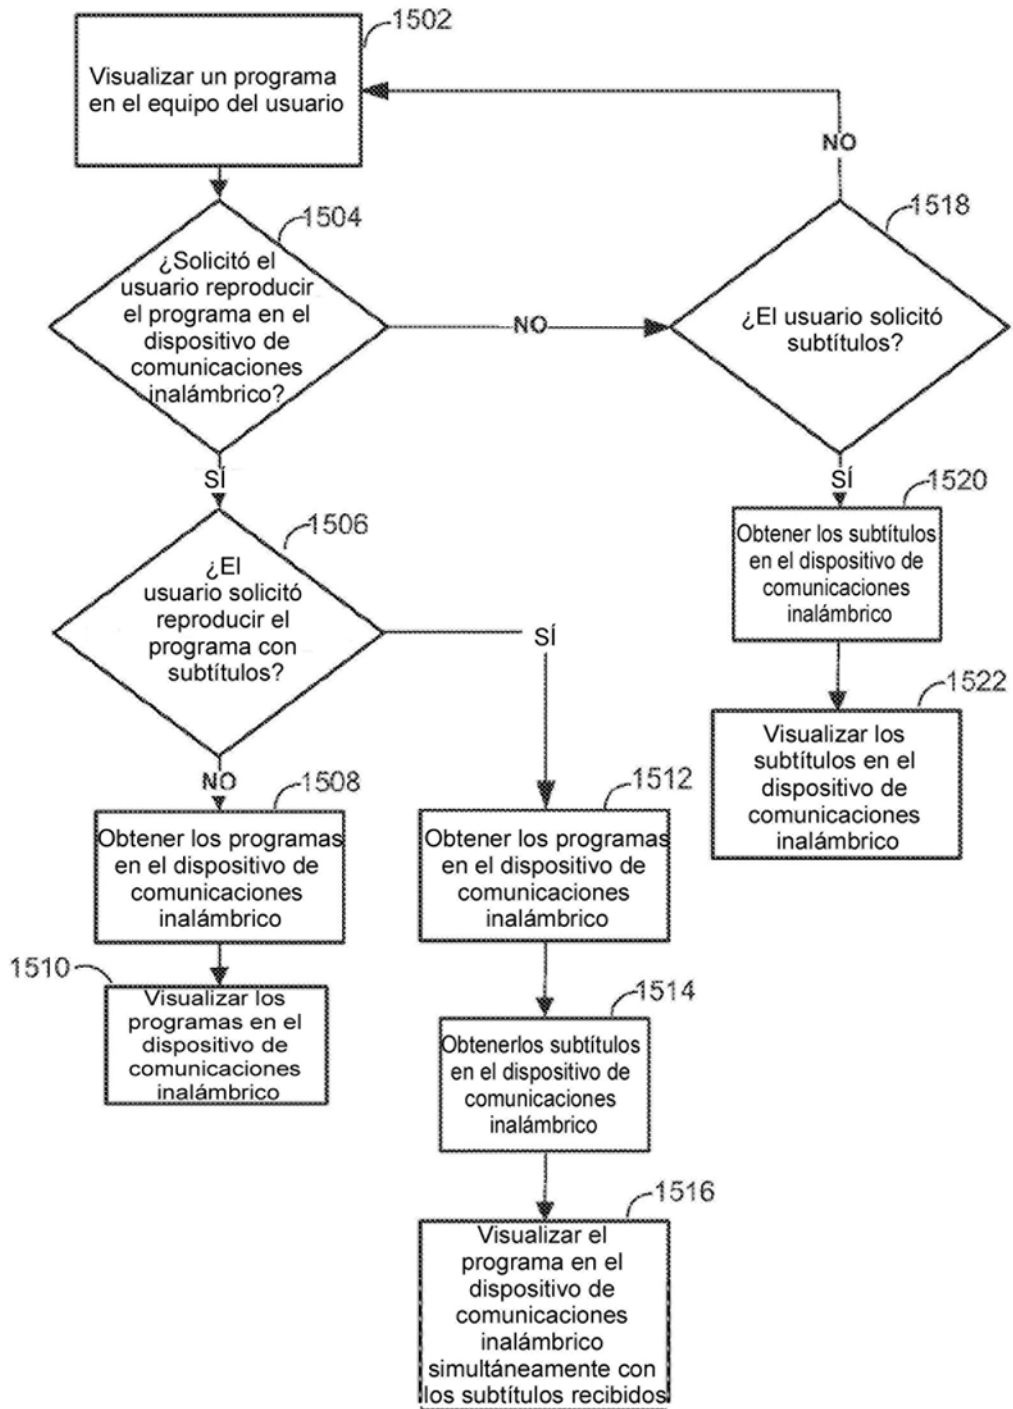 1502
Visualizar un programa
en el equipo del usuario
NO
1504
¿Solicitó el
usuario reproducir
el programa en el
dispositivo de
comunicaciones
inalámbrico?
NO
1518
¿El usuario solicitó
subtítulos?
SÍ
SÍ
1520
Obtener los subtítulos
en el dispositivo de
comunicaciones
inalámbrico
1506
¿El
usuario solicitó
reproducir el
programa con
subtítulos?
SÍ
1522
Visualizar los
subtítulos en el
dispositivo de
comunicaciones
inalámbrico
NO
1508
Obtener los programas
en el dispositivo de
comunicaciones
inalámbrico
1510
Visualizar los
programas en el
dispositivo de
comunicaciones
inalámbrico
1512
Obtener los programas
en el dispositivo de
comunicaciones
inalámbrico
1514
Obtenerlos subtítulos
en el dispositivo de
comunicaciones
inalámbrico
1516
Visualizar el
programa en el
dispositivo de
comunicaciones
inalámbrico
simultáneamente con
los subtítulos recibidos